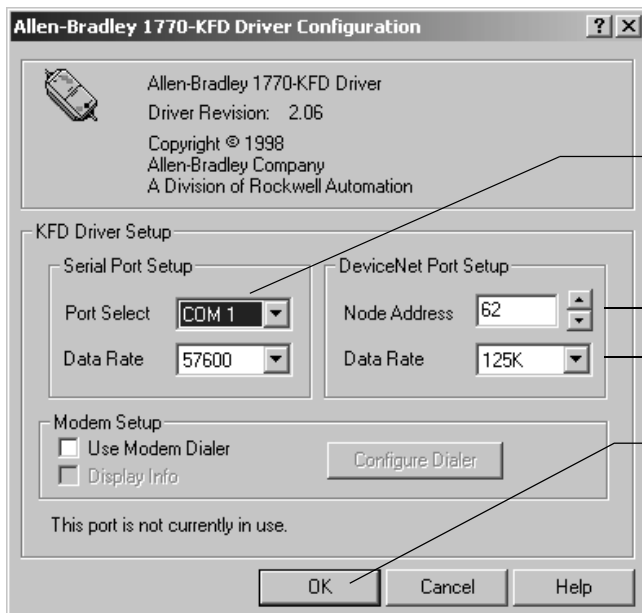 Allen-Bradley 1770-KFD Driver Configuration
Allen-Bradley 1770-KFD Driver
Driver Revision: 2.06
Copyright © 1998
Allen-Bradley Company
A Division of Rockwell Automation
KFD Driver Setup
Serial Port Setup
Port Select COM 1
Data Rate 57600
DeviceNet Port Setup
Node Address 62
Data Rate 125K
Modem Setup
Use Modem Dialer
Display Info
Configure Dialer
This port is not currently in use.
OK Cancel Help